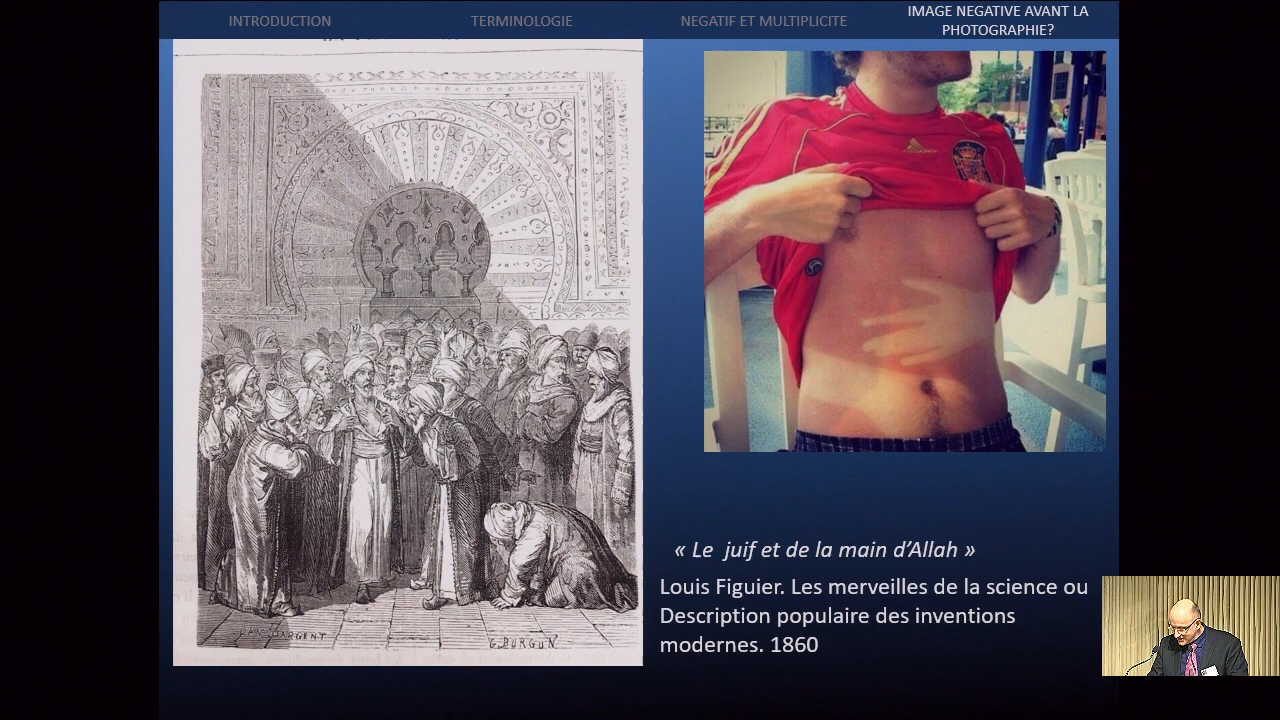 INTRODUCTION
TERMINOLOGIE
NEGATIF ET MULTIPLICITE
IMAGE NEGATIVE AVANT LA
PHOTOGRAPHIE?
« Le juif et de la main d’Allah »
Louis Figuier. Les merveilles de la science ou
Description populaire des inventions
modernes. 1860
G. DURGUN